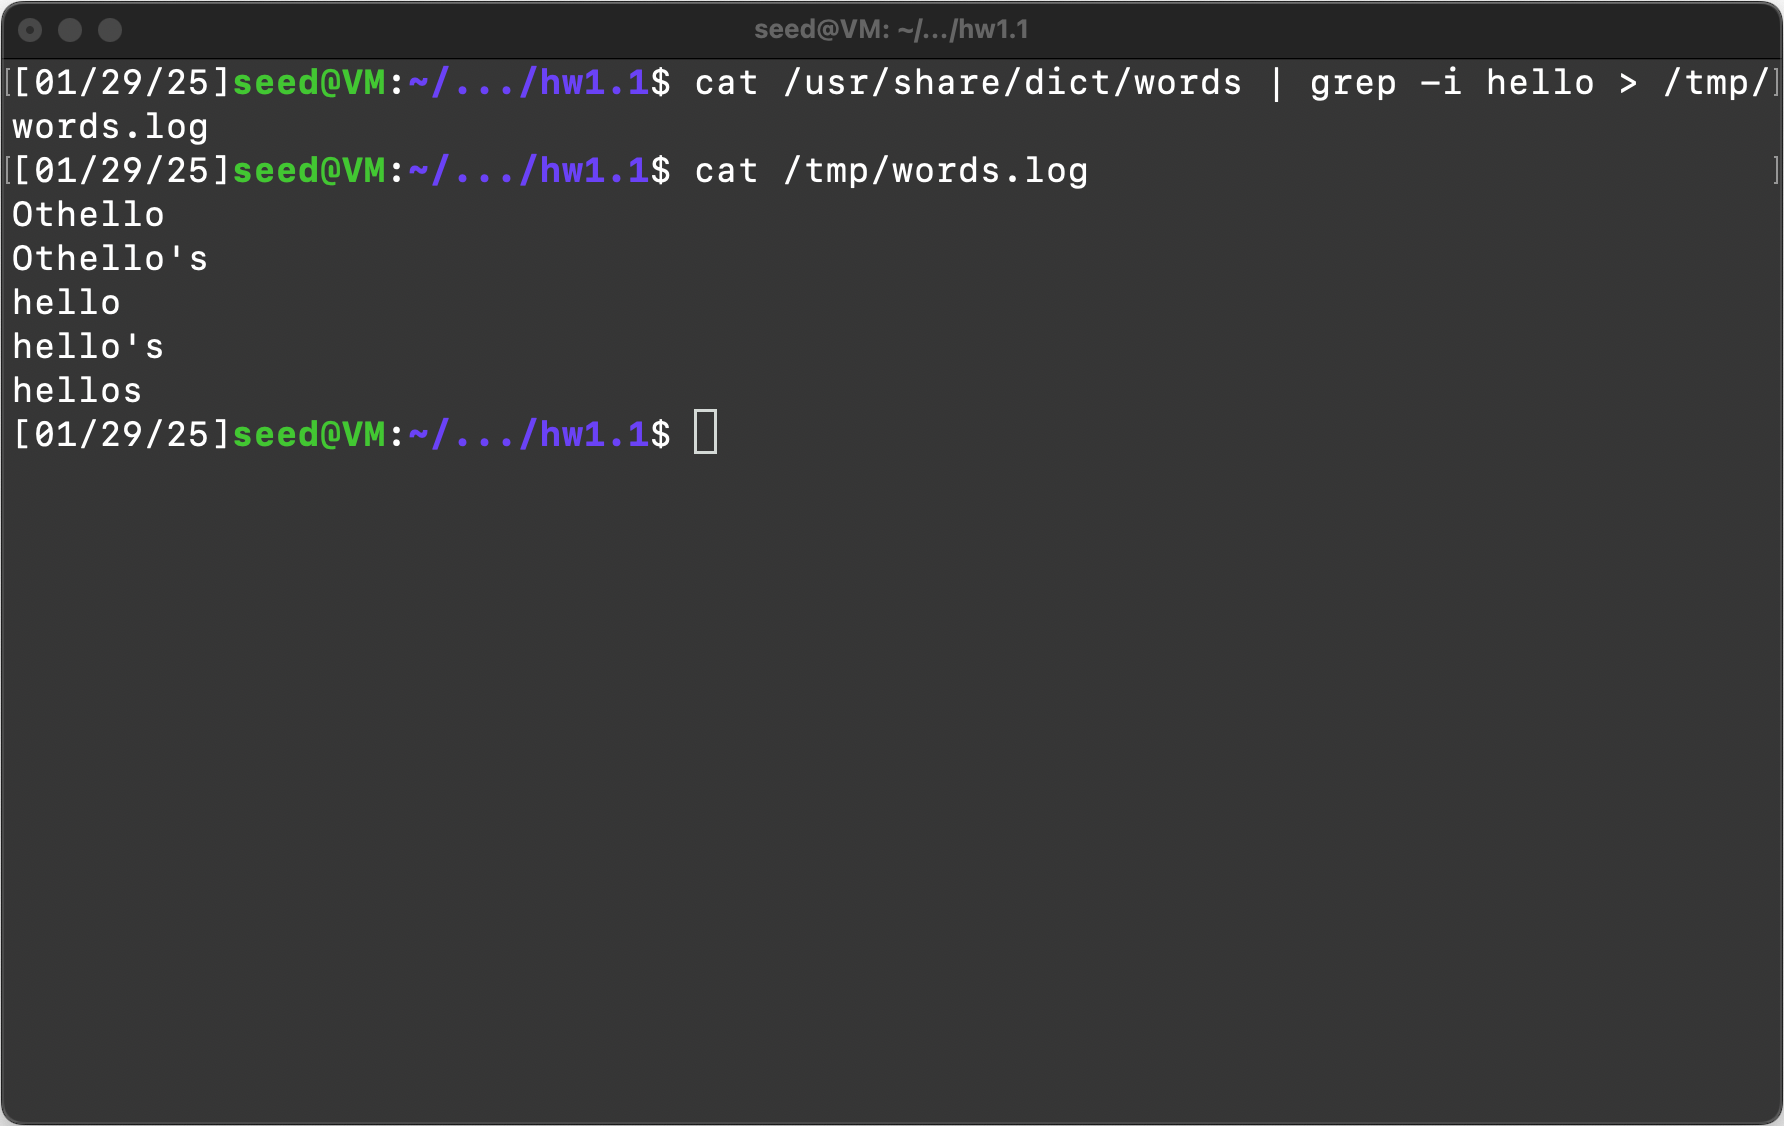 seed@VM: ~/.../hw1.1
[[01/29/25]seed@VM:~/.../hw1.1$ cat /usr/share/dict/words | grep -i hello > /tmp/]
words.log
[[01/29/25]seed@VM:~/.../hw1.1$ cat /tmp/words.log ]
Othello
Othello's
hello
hello's
hellos
[01/29/25]seed@VM:~/.../hw1.1$